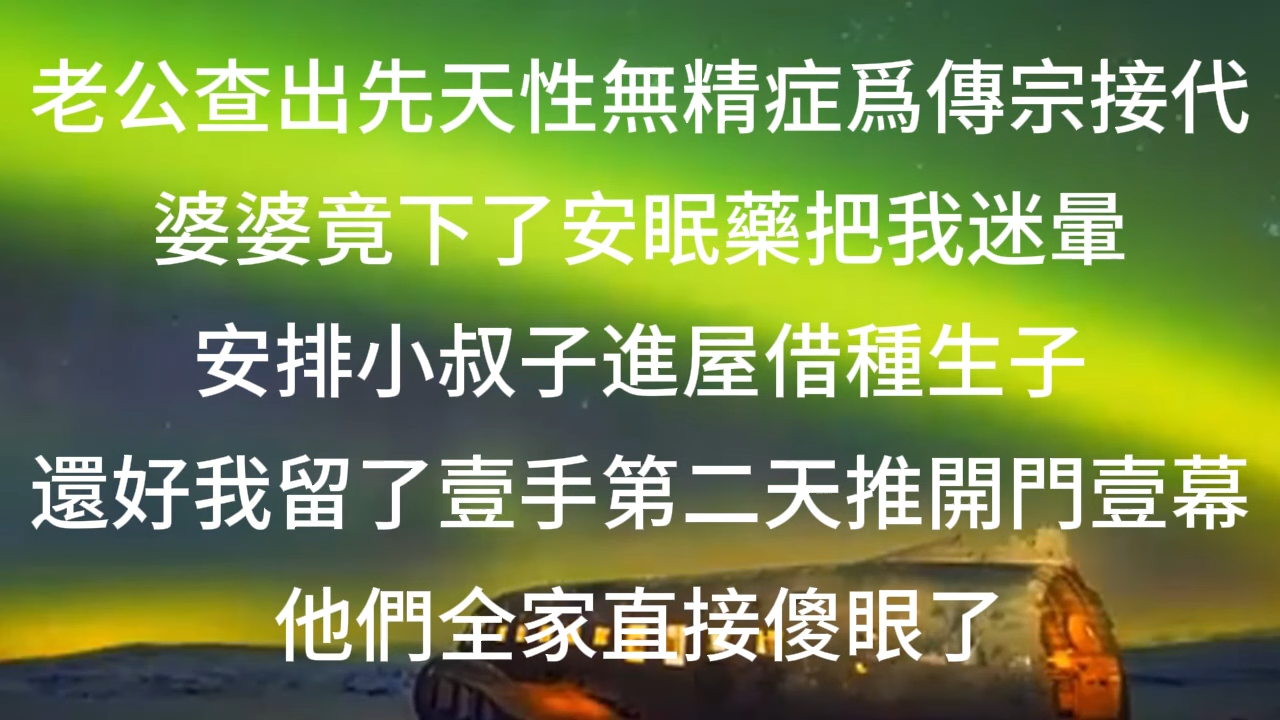 老公查出先天性無精症爲傳宗接代
婆婆竟下了安眠藥把我迷暈
安排小叔子進屋借種生子
還好我留了壹手第二天推開門壹幕
他們全家直接傻眼了